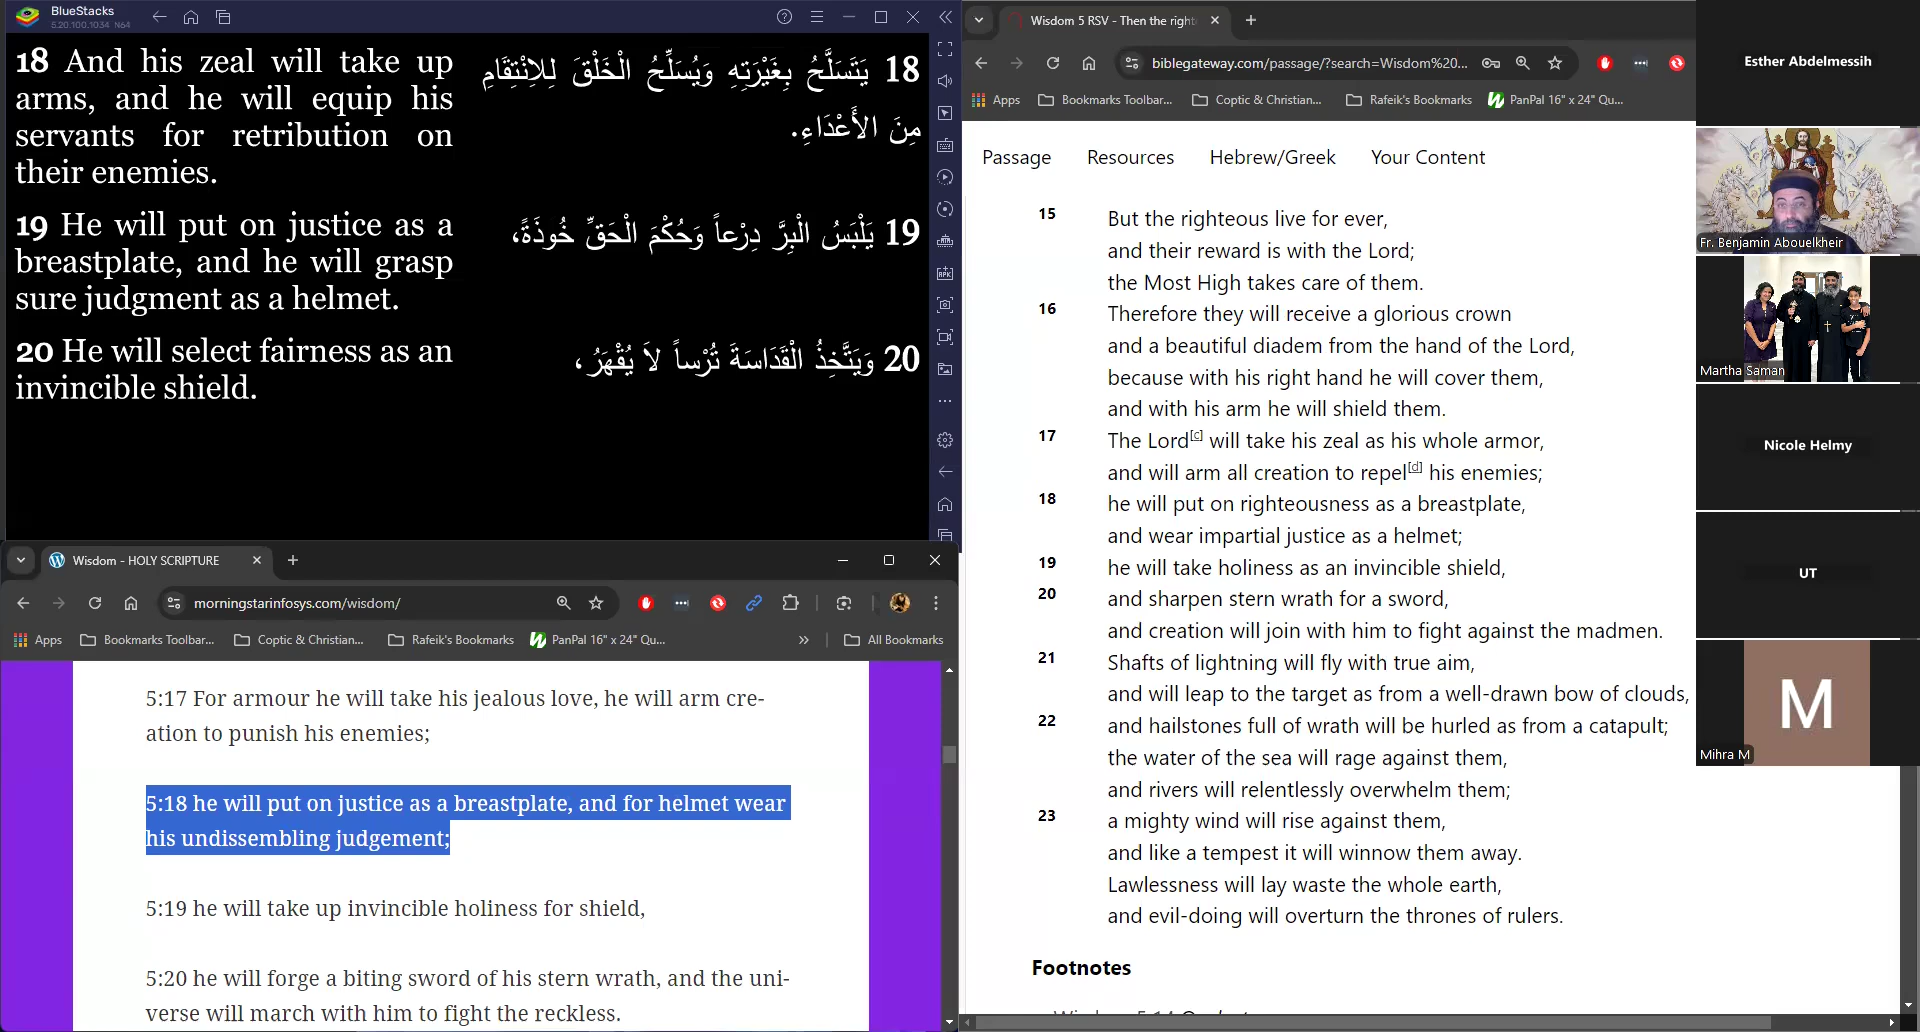 BlueStacks
5.20.100.1034 N64
18 And his zeal will take up
arms, and he will equip his
servants for retribution on
their enemies.
18 يَتَسَلَّحُ بِغَيْرَتِهِ وَيُسَلِّحُ الْخَلْقَ لِلاِنْتِقَامِ
مِنَ الأَعْدَاءِ.
19 He will put on justice as a
breastplate, and he will grasp
sure judgment as a helmet.
19 يَلْبَسُ الْبِرَّ دِرْعاً وَحُكْمَ الْحَقِّ خُوذَةً،
20 He will select fairness as an
invincible shield.
20 وَيَتَّخِذُ الْقَدَاسَةَ تُرْساً لاَ يُقْهَرُ،
Wisdom - HOLY SCRIPTURE
morningstarinfosys.com/wisdom/
Apps Bookmarks Toolbar... Coptic & Christian... Rafeik's Bookmarks PanPal 16" x 24" Qu... » All Bookmarks
5:17 For armour he will take his jealous love, he will arm cre-
ation to punish his enemies;
5:18 he will put on justice as a breastplate, and for helmet wear
his undissembling judgement;
5:19 he will take up invincible holiness for shield,
5:20 he will forge a biting sword of his stern wrath, and the uni-
verse will march with him to fight the reckless.
Wisdom 5 RSV - Then the right
biblegateway.com/passage/?search=Wisdom%20...
Apps Bookmarks Toolbar... Coptic & Christian... Rafeik's Bookmarks PanPal 16" x 24" Qu...
Passage Resources Hebrew/Greek Your Content
15 But the righteous live for ever,
and their reward is with the Lord;
the Most High takes care of them.
16 Therefore they will receive a glorious crown
and a beautiful diadem from the hand of the Lord,
because with his right hand he will cover them,
and with his arm he will shield them.
17 The Lord[c] will take his zeal as his whole armor,
and will arm all creation to repel[d] his enemies;
18 he will put on righteousness as a breastplate,
and wear impartial justice as a helmet;
19 he will take holiness as an invincible shield,
20 and sharpen stern wrath for a sword,
and creation will join with him to fight against the madmen.
21 Shafts of lightning will fly with true aim,
and will leap to the target as from a well-drawn bow of clouds,
22 and hailstones full of wrath will be hurled as from a catapult;
the water of the sea will rage against them,
and rivers will relentlessly overwhelm them;
23 a mighty wind will rise against them,
and like a tempest it will winnow them away.
Lawlessness will lay waste the whole earth,
and evil-doing will overturn the thrones of rulers.
Footnotes
Esther Abdelmessih
Fr. Benjamin Abouelkheir
Martha Saman
Nicole Helmy
UT
M
Mihra M